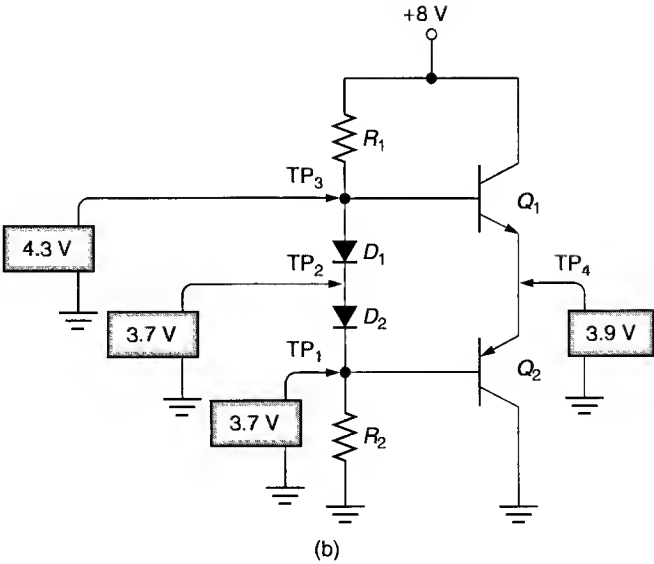 +8 V
R1
TP3
Q1
4.3 V
D1
TP2
TP4
D2
3.7 V
3.9 V
TP1
Q2
3.7 V
R2
(b)